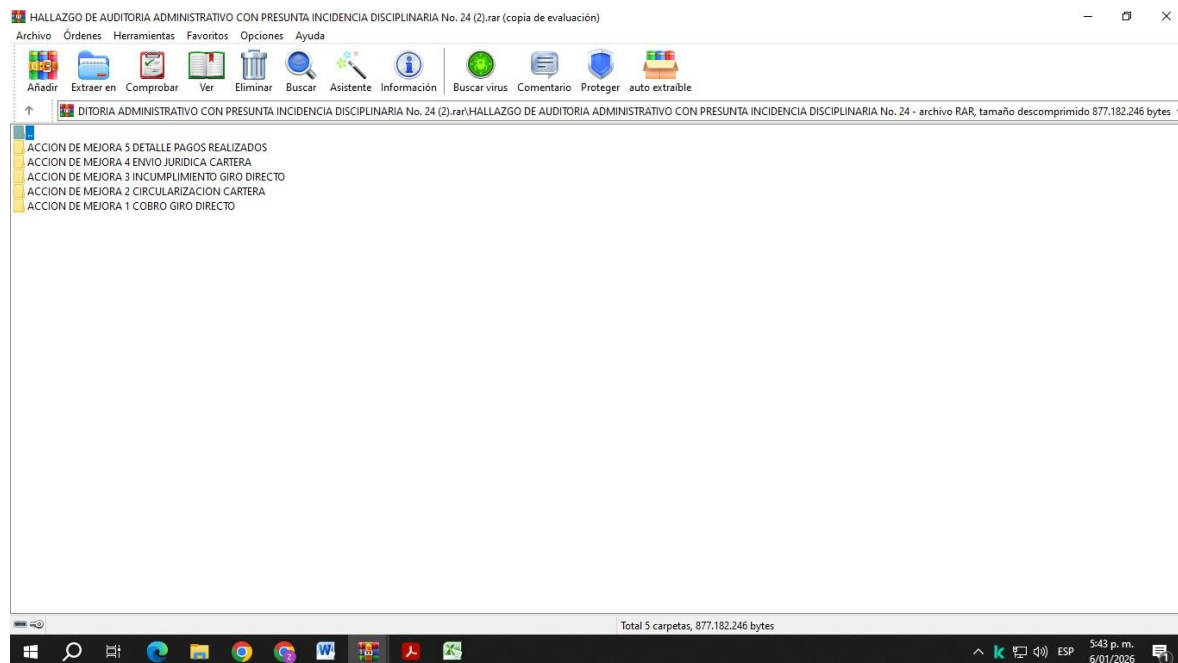 HALLAZGO DE AUDITORIA ADMINISTRATIVO CON PRESUNTA INCIDENCIA DISCIPLINARIA No. 24 (2).rar (copia de evaluación)
Archivo Órdenes Herramientas Favoritos Opciones Ayuda
Añadir Extraer en Comprobar Ver Eliminar Buscar Asistente Información Buscar virus Comentario Proteger auto extraíble
DITORIA ADMINISTRATIVO CON PRESUNTA INCIDENCIA DISCIPLINARIA No. 24 (2).rar\HALLAZGO DE AUDITORIA ADMINISTRATIVO CON PRESUNTA INCIDENCIA DISCIPLINARIA No. 24 - archivo RAR, tamaño descomprimido 877.182.246 bytes
..
ACCION DE MEJORA 5 DETALLE PAGOS REALIZADOS
ACCION DE MEJORA 4 ENVIO JURIDICA CARTERA
ACCION DE MEJORA 3 INCUMPLIMIENTO GIRO DIRECTO
ACCION DE MEJORA 2 CIRCULARIZACION CARTERA
ACCION DE MEJORA 1 COBRO GIRO DIRECTO
Total 5 carpetas, 877.182.246 bytes
ESP
5:43 p. m.
6/01/2026